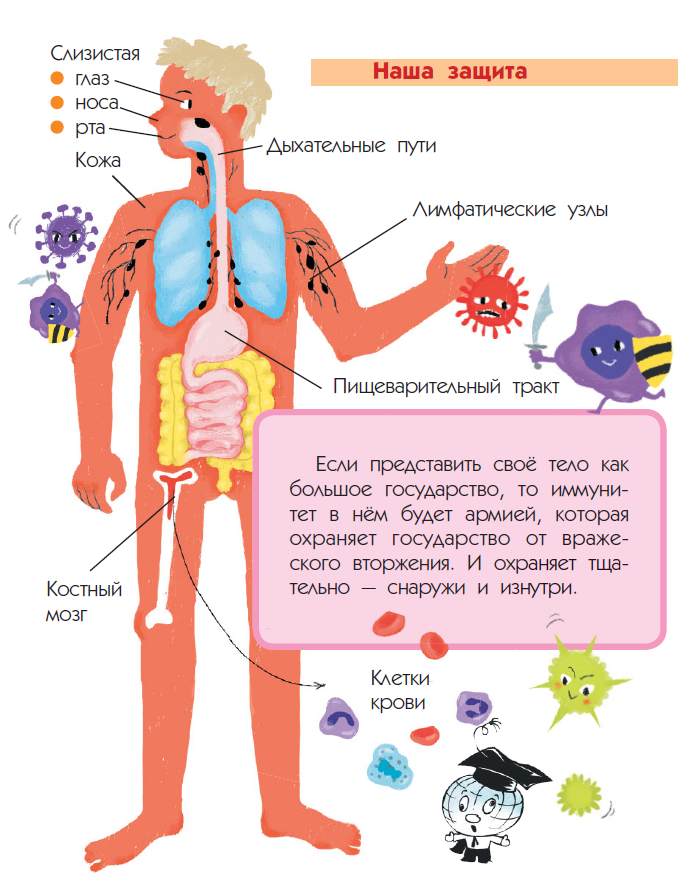 Наша защита
Слизистая
глаз
носа
рта
Кожа
Дыхательные пути
Лимфатические узлы
Пищеварительный тракт
Если представить своё тело как
большое государство, то иммуни-
тет в нём будет армией, которая
охраняет государство от враже-
ского вторжения. И охраняет тща-
тельно — снаружи и изнутри.
Костный
мозг
Клетки
крови